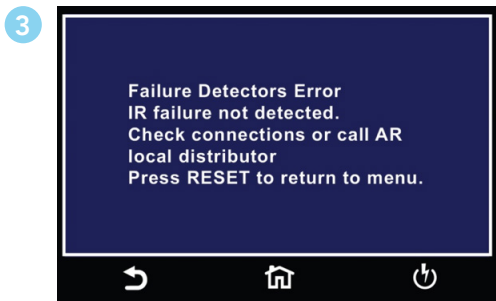 3
Failure Detectors Error
IR failure not detected.
Check connections or call AR
local distributor
Press RESET to return to menu.